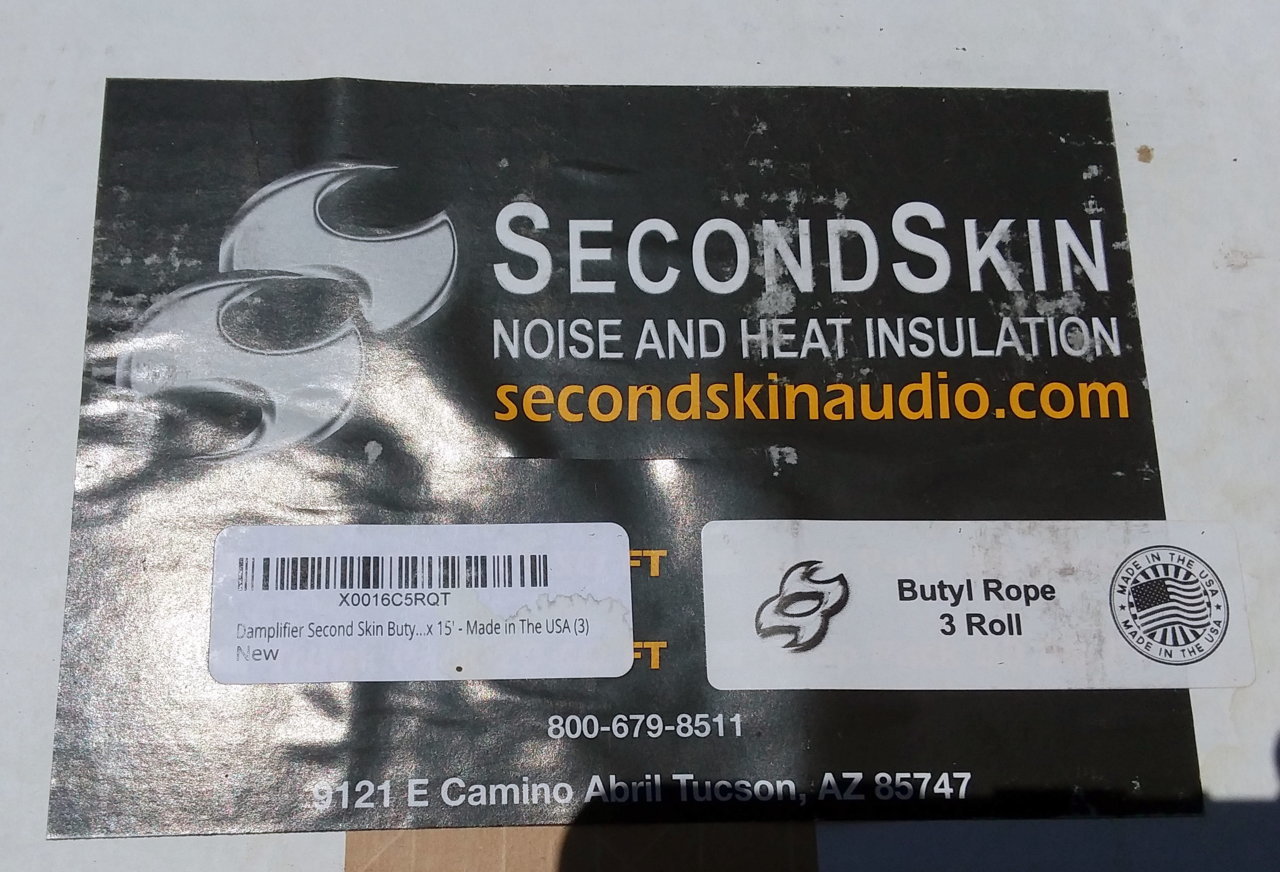 SECONDSKIN
NOISE AND HEAT INSULATION
secondskinaudio.com
FT
X0016C5RQT
Damplifier Second Skin Buty...x 15' - Made in The USA (3)
New
FT
Butyl Rope
3 Roll
MADE IN THE USA
MADE IN THE USA
800-679-8511
9121 E Camino Abril Tucson, AZ 85747